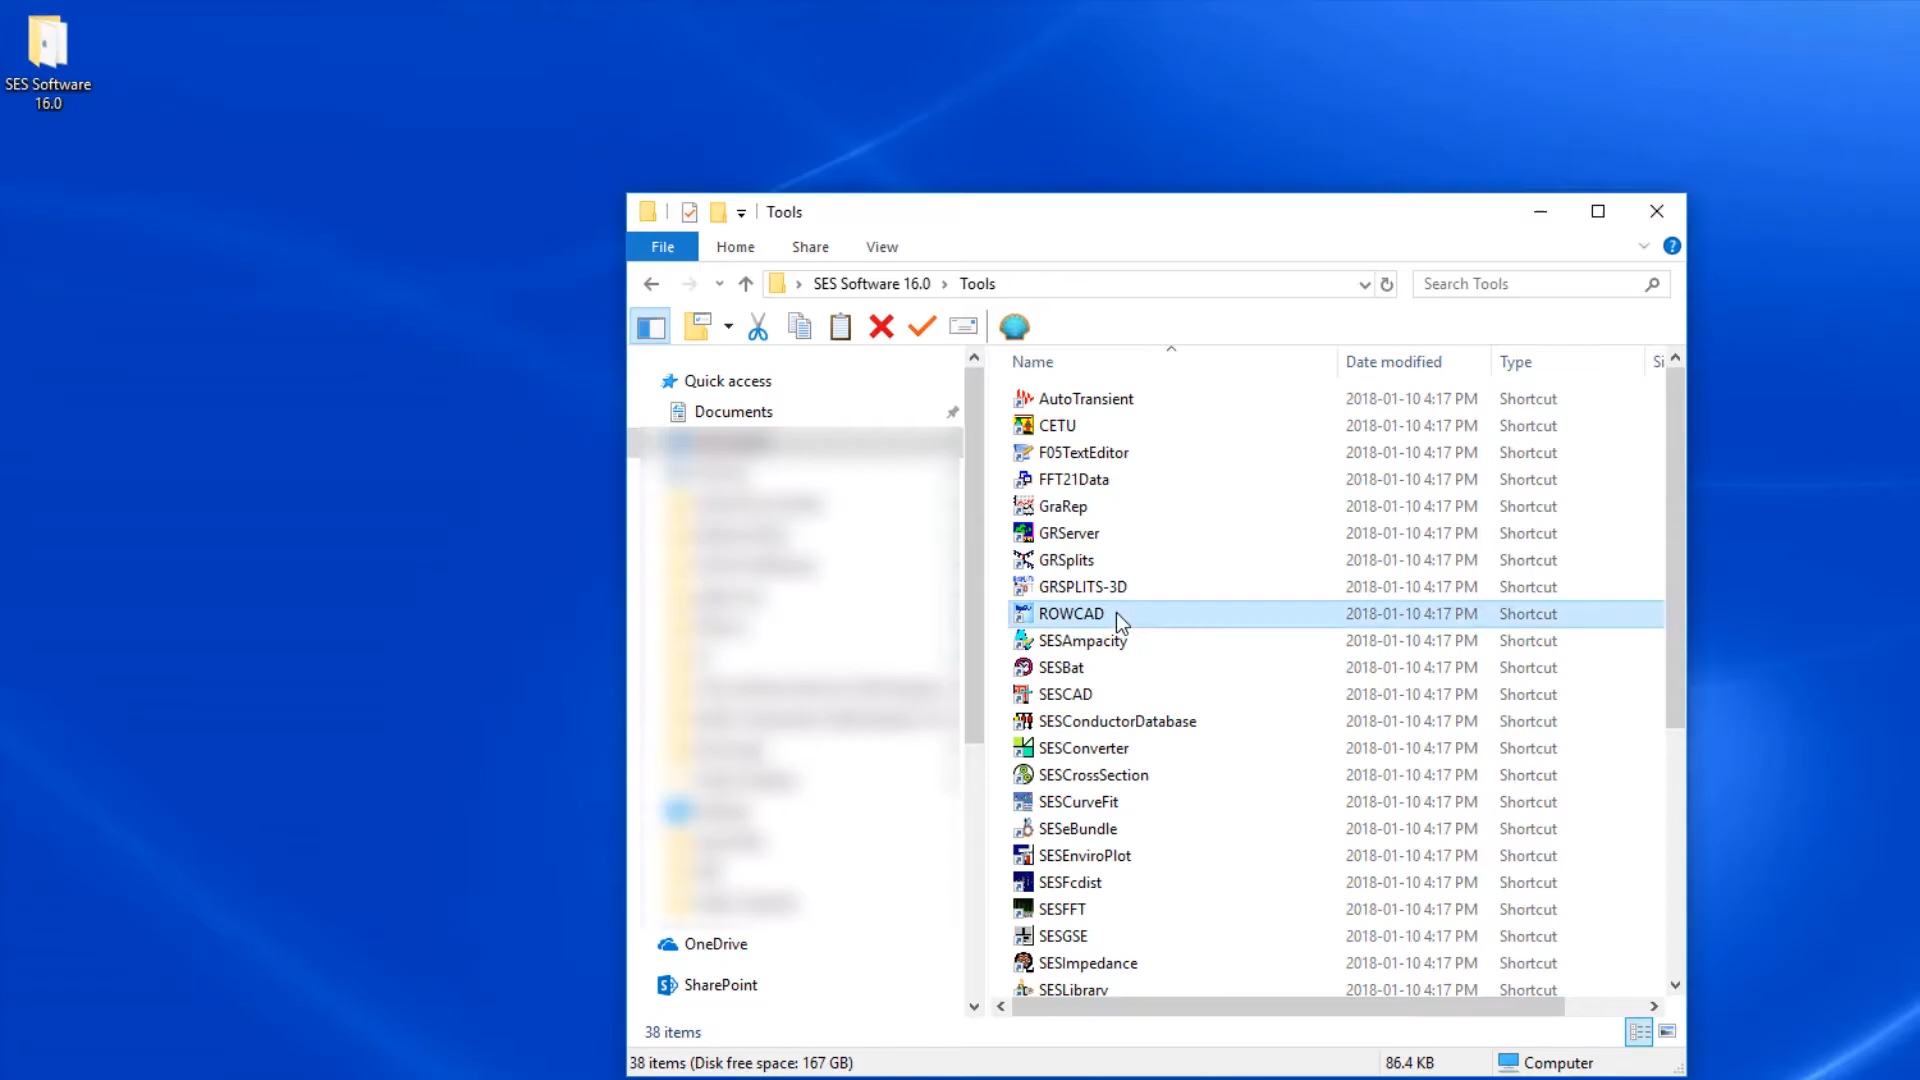 SES Software
16.0
Tools
File Home Share View
SES Software 16.0 Tools Search Tools
Name Date modified Type Si
Quick access
Documents
OneDrive
SharePoint
AutoTransient 2018-01-10 4:17 PM Shortcut
CETU 2018-01-10 4:17 PM Shortcut
F05TextEditor 2018-01-10 4:17 PM Shortcut
FFT21Data 2018-01-10 4:17 PM Shortcut
GraRep 2018-01-10 4:17 PM Shortcut
GRServer 2018-01-10 4:17 PM Shortcut
GRSplits 2018-01-10 4:17 PM Shortcut
GRSPLITS-3D 2018-01-10 4:17 PM Shortcut
ROWCAD 2018-01-10 4:17 PM Shortcut
SESAmpacity 2018-01-10 4:17 PM Shortcut
SESBat 2018-01-10 4:17 PM Shortcut
SESCAD 2018-01-10 4:17 PM Shortcut
SESConductorDatabase 2018-01-10 4:17 PM Shortcut
SESConverter 2018-01-10 4:17 PM Shortcut
SESCrossSection 2018-01-10 4:17 PM Shortcut
SESCurveFit 2018-01-10 4:17 PM Shortcut
SESeBundle 2018-01-10 4:17 PM Shortcut
SESEnviroPlot 2018-01-10 4:17 PM Shortcut
SESFcdist 2018-01-10 4:17 PM Shortcut
SESFFT 2018-01-10 4:17 PM Shortcut
SESGSE 2018-01-10 4:17 PM Shortcut
SESImpedance 2018-01-10 4:17 PM Shortcut
SESLibrary 2018-01-10 4:17 PM Shortcut
38 items
38 items (Disk free space: 167 GB) 86.4 KB Computer